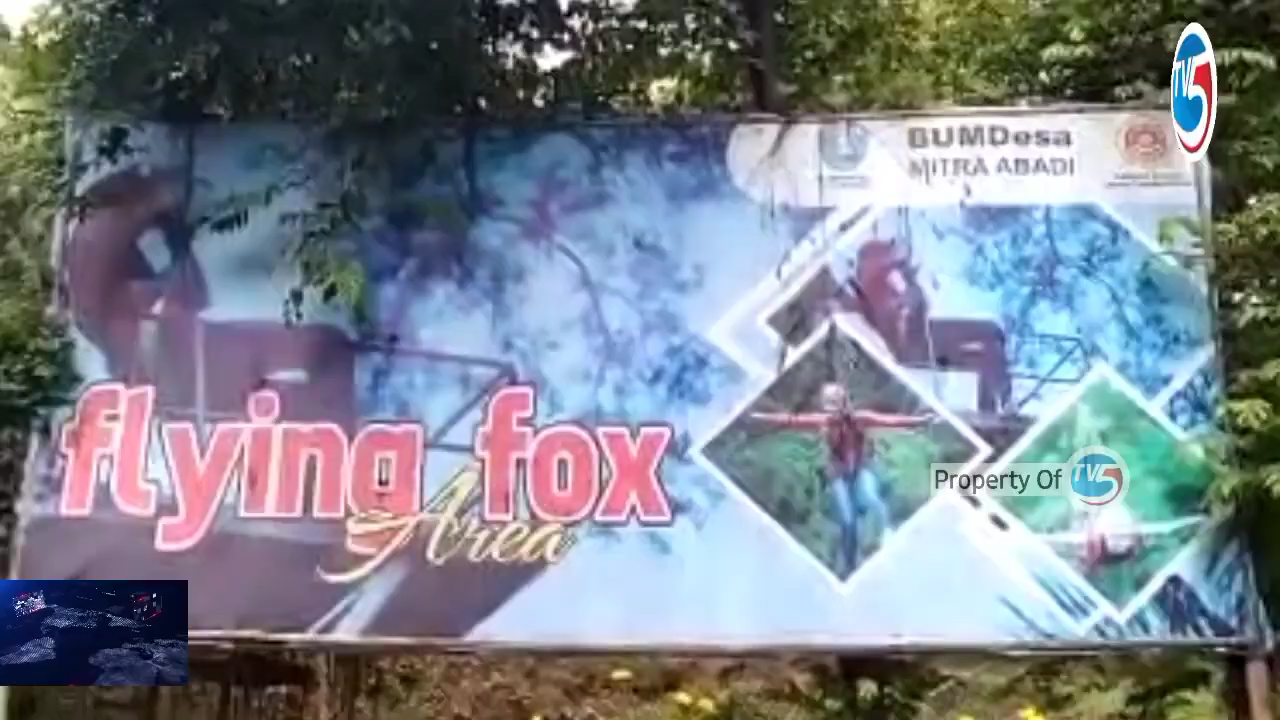 TV5
BUMDesa
MITRA ABADI
flying fox
Area
Property Of TV5